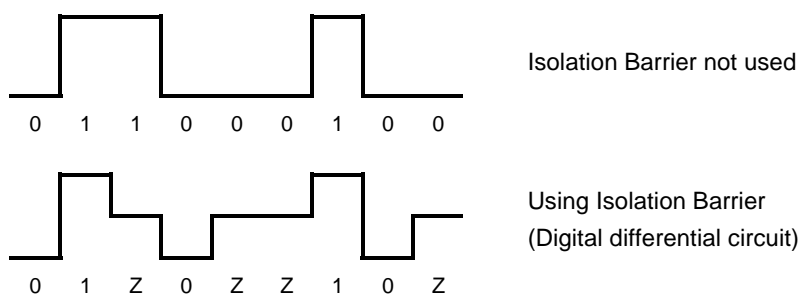 Isolation Barrier not used
0 1 1 0 0 0 1 0 0
Using Isolation Barrier
(Digital differential circuit)
0 1 Z 0 Z Z 1 0 Z